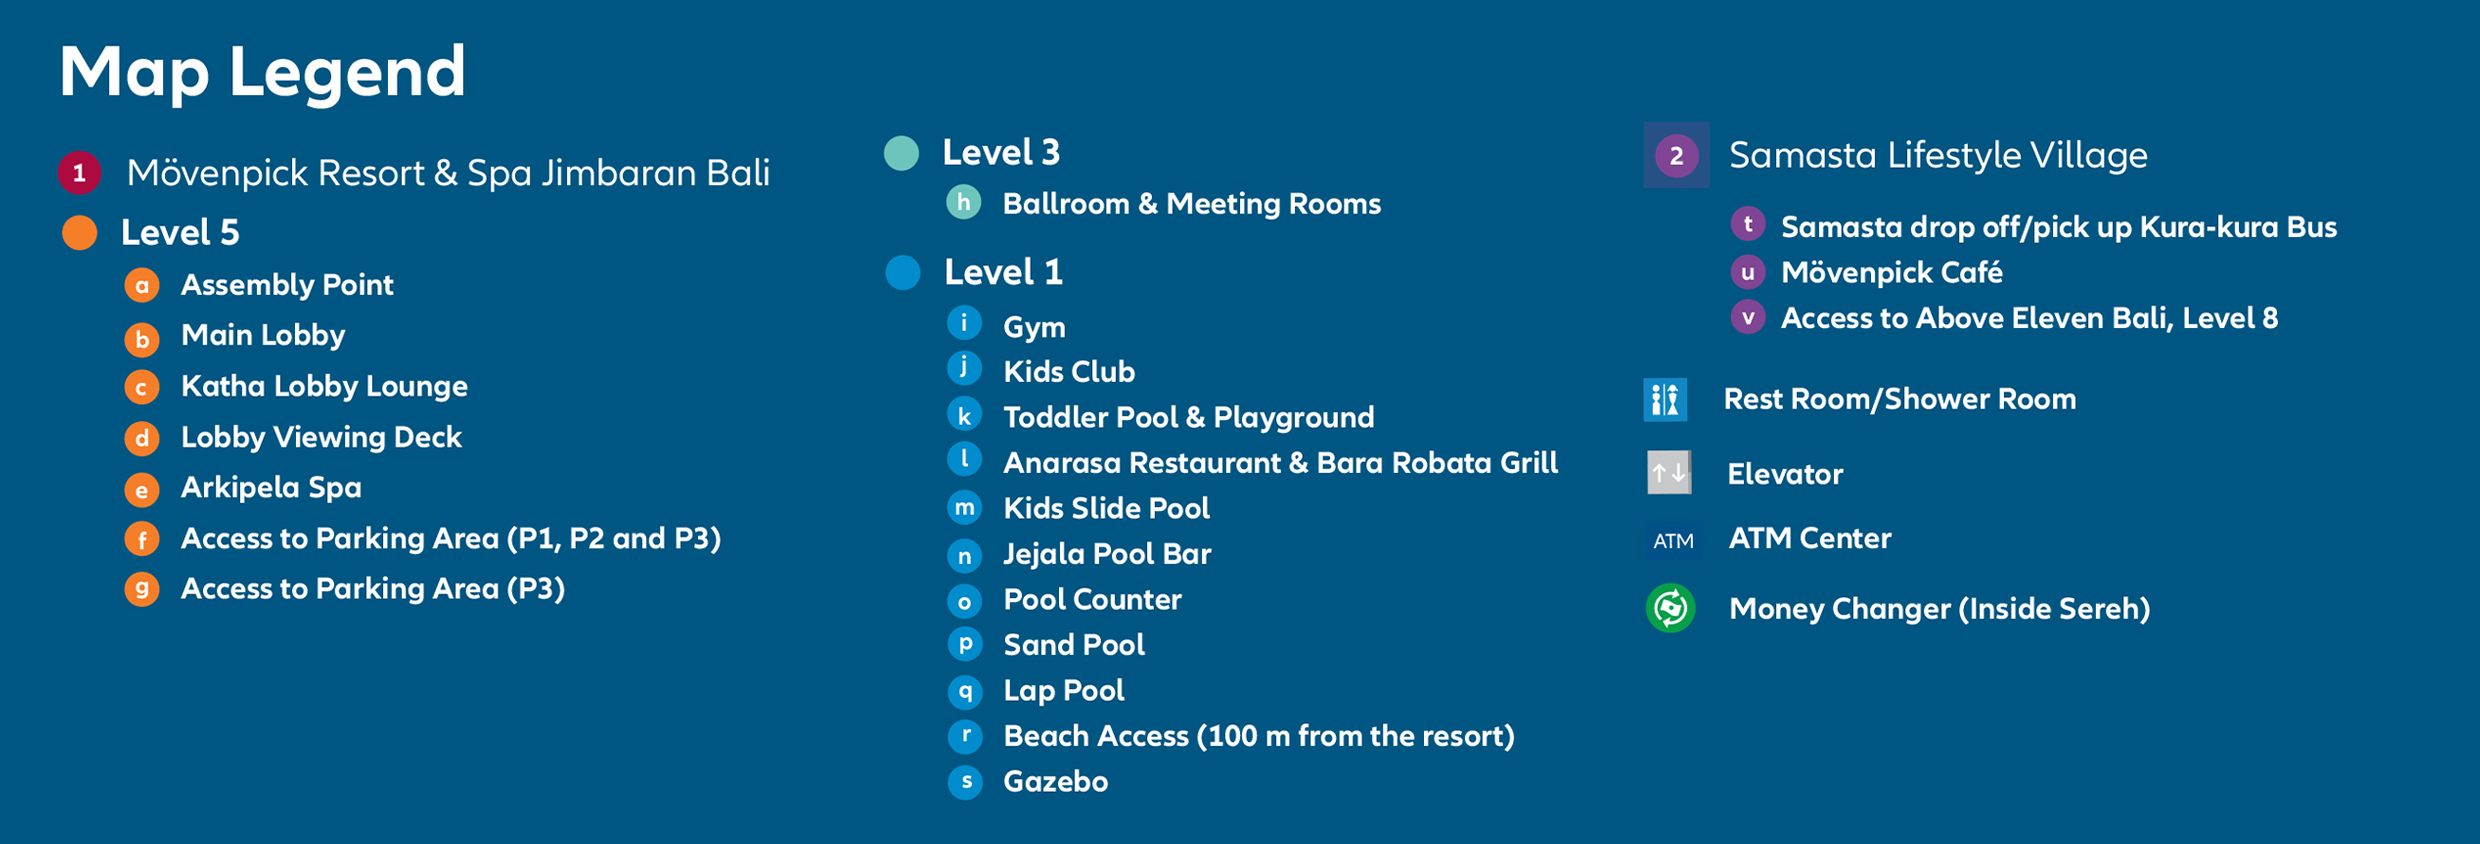 Map Legend
1 Mövenpick Resort & Spa Jimbaran Bali
Level 5
a Assembly Point
b Main Lobby
c Katha Lobby Lounge
d Lobby Viewing Deck
e Arkipela Spa
f Access to Parking Area (P1, P2 and P3)
g Access to Parking Area (P3)
Level 3
h Ballroom & Meeting Rooms
Level 1
i Gym
j Kids Club
k Toddler Pool & Playground
l Anarasa Restaurant & Bara Robata Grill
m Kids Slide Pool
n Jejala Pool Bar
o Pool Counter
p Sand Pool
q Lap Pool
r Beach Access (100 m from the resort)
s Gazebo
2 Samasta Lifestyle Village
t Samasta drop off/pick up Kura-kura Bus
u Mövenpick Café
v Access to Above Eleven Bali, Level 8
Rest Room/Shower Room
Elevator
ATM ATM Center
Money Changer (Inside Sereh)